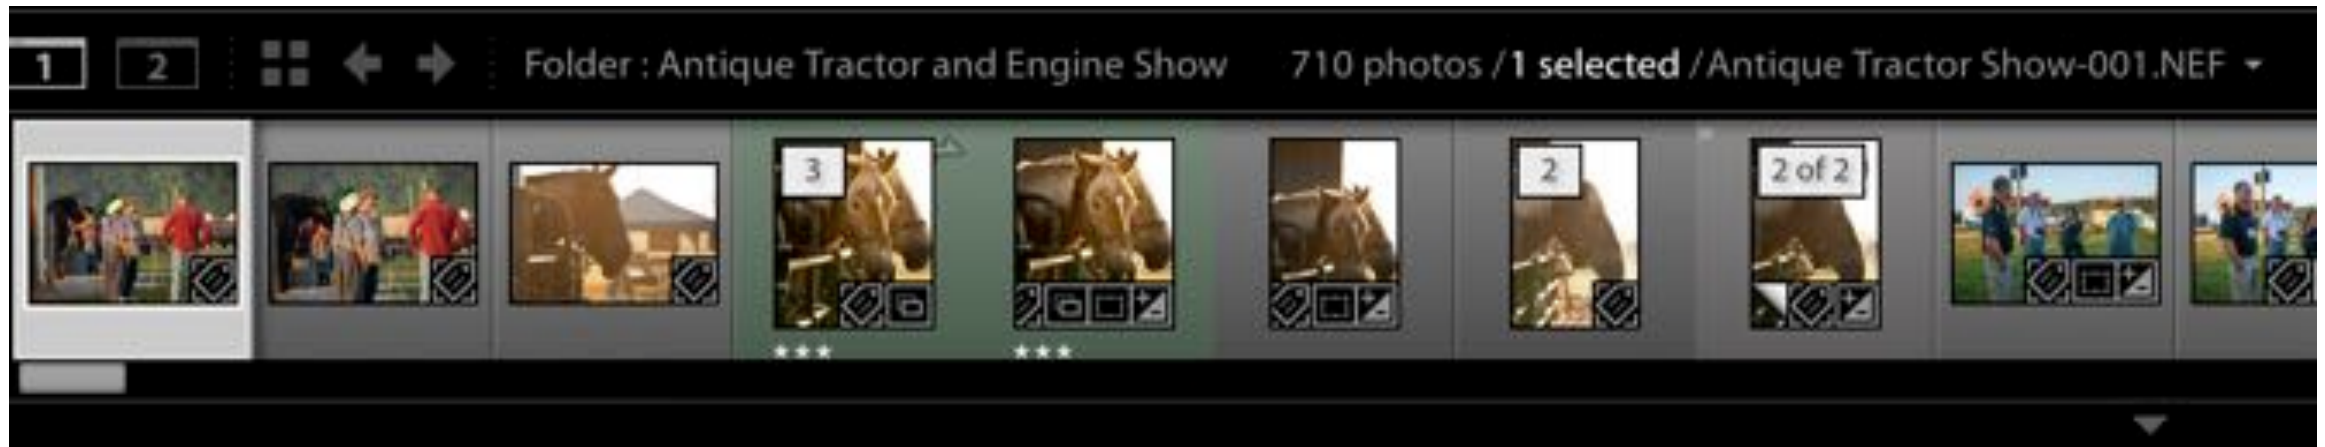 1 2 Folder : Antique Tractor and Engine Show 710 photos / 1 selected / Antique Tractor Show-001.NEF
3 2 2 of 2